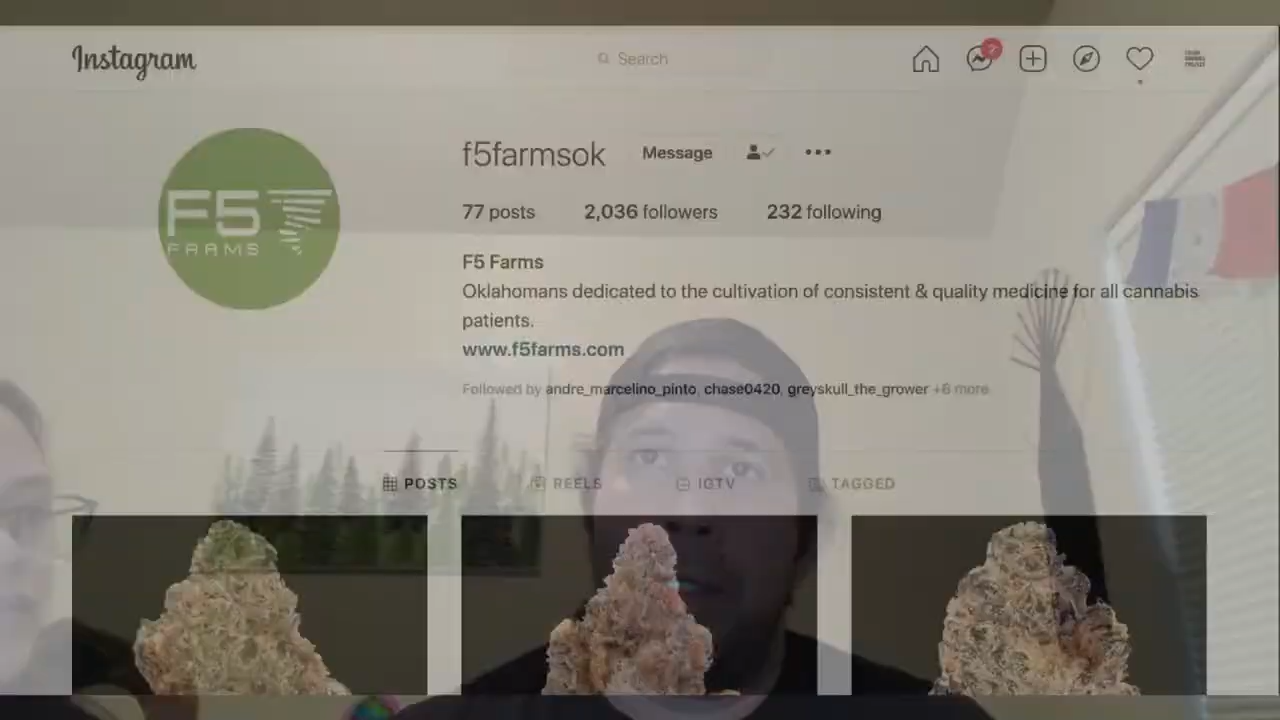 Instagram
Search
f5farmsok Message
77 posts 2,036 followers 232 following
F5 Farms
Oklahomans dedicated to the cultivation of consistent & quality medicine for all cannabis
patients.
www.f5farms.com
Followed by andre_marcelino_pinto, chase0420, greyskull_the_grower +6 more
F5
FARMS
POSTS REELS IGTV TAGGED